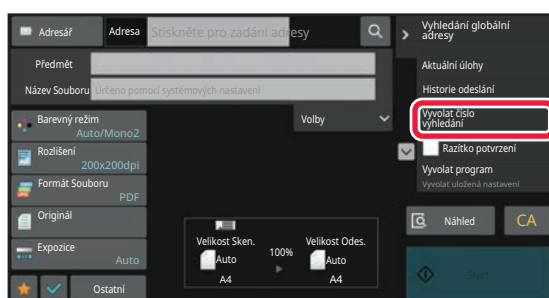 Adresář
Adresa
Stiskněte pro zadání adresy
Předmět
Název Souboru
Určeno pomocí systémových nastavení
Barevný režim
Auto/Mono2
Rozlišení
200x200dpi
Formát Souboru
PDF
Originál
Expozice
Auto
Ostatní
Volby
Velikost Sken.
100%
Velikost Odes.
Auto
Auto
A4
A4
Vyhledání globální
adresy
Aktuální úlohy
Historie odeslání
Vyvolat číslo
vyhledání
Razítko potvrzení
Vyvolat program
Vyvolat uložená nastavení
Náhled
CA
Start